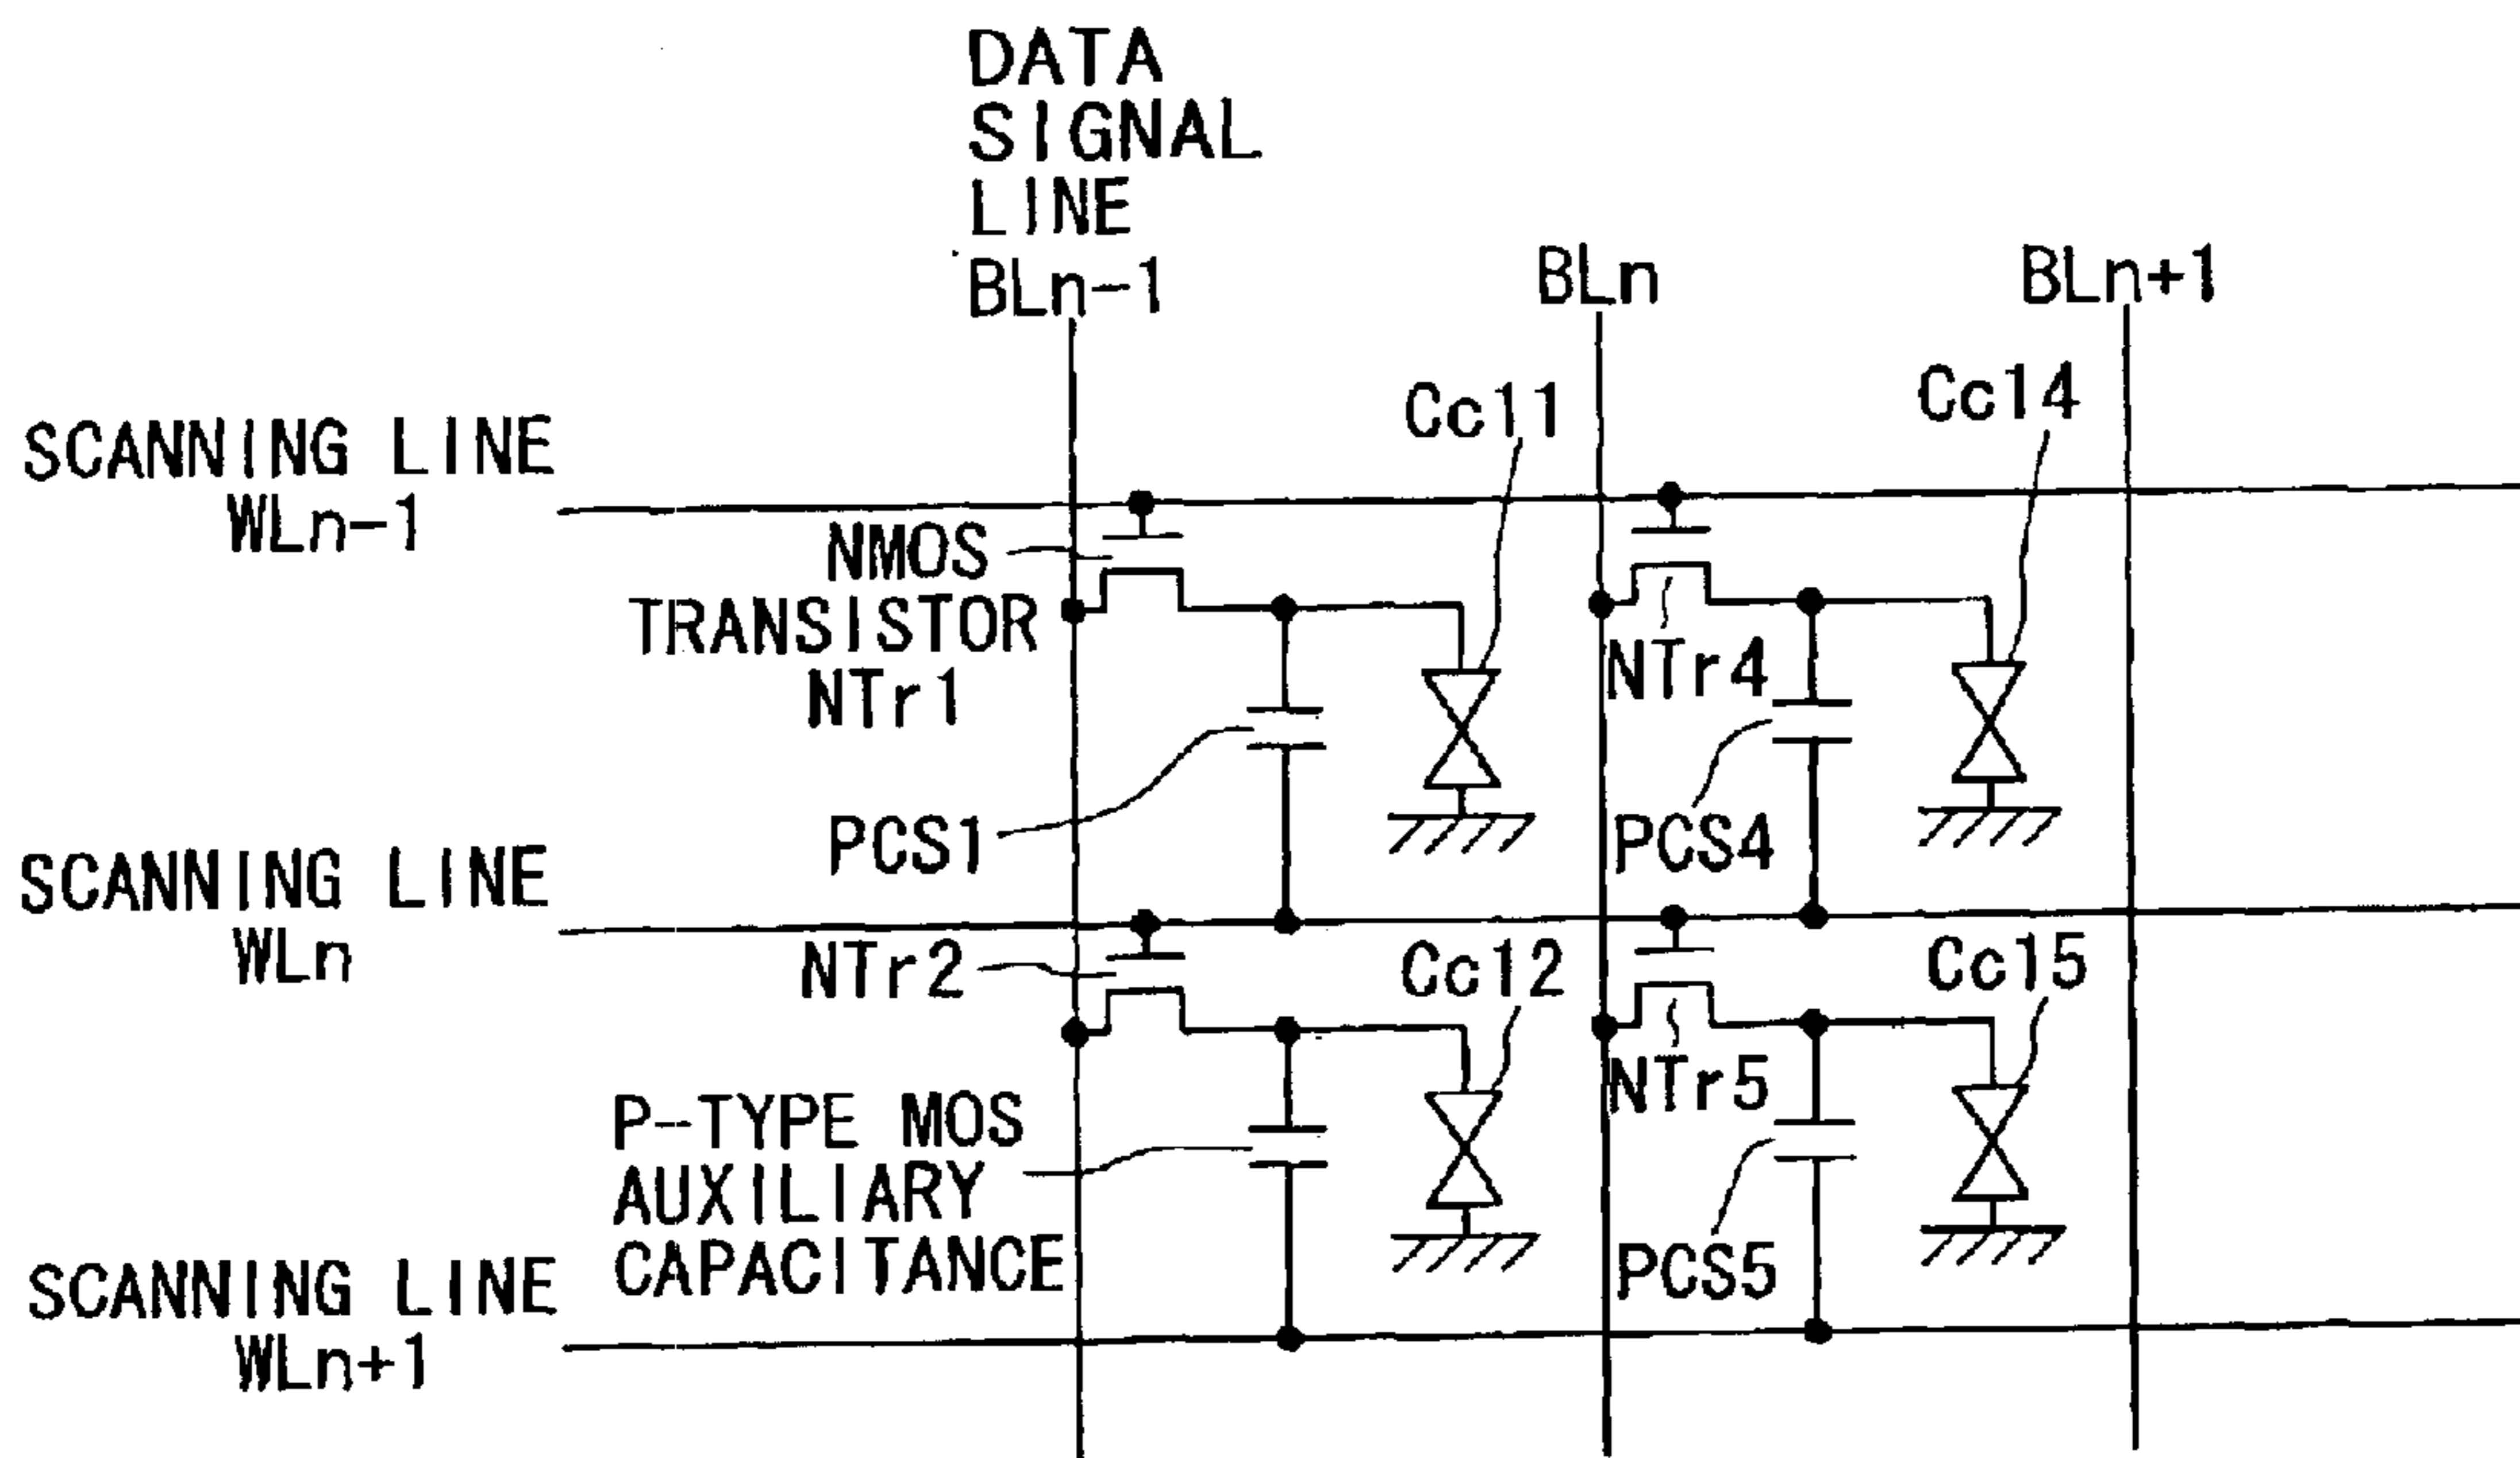 DATA
SIGNAL
LINE
BLn-1
BLn
BLn+1
Cc11
Cc14
SCANNING LINE
WLn-1
NMOS
TRANSISTOR
NTr1
NTr4
PCS1
PCS4
SCANNING LINE
WLn
NTr2
Cc12
Cc15
NTr5
P-TYPE MOS
AUXILIARY
CAPACITANCE
PCS5
SCANNING LINE
WLn+1